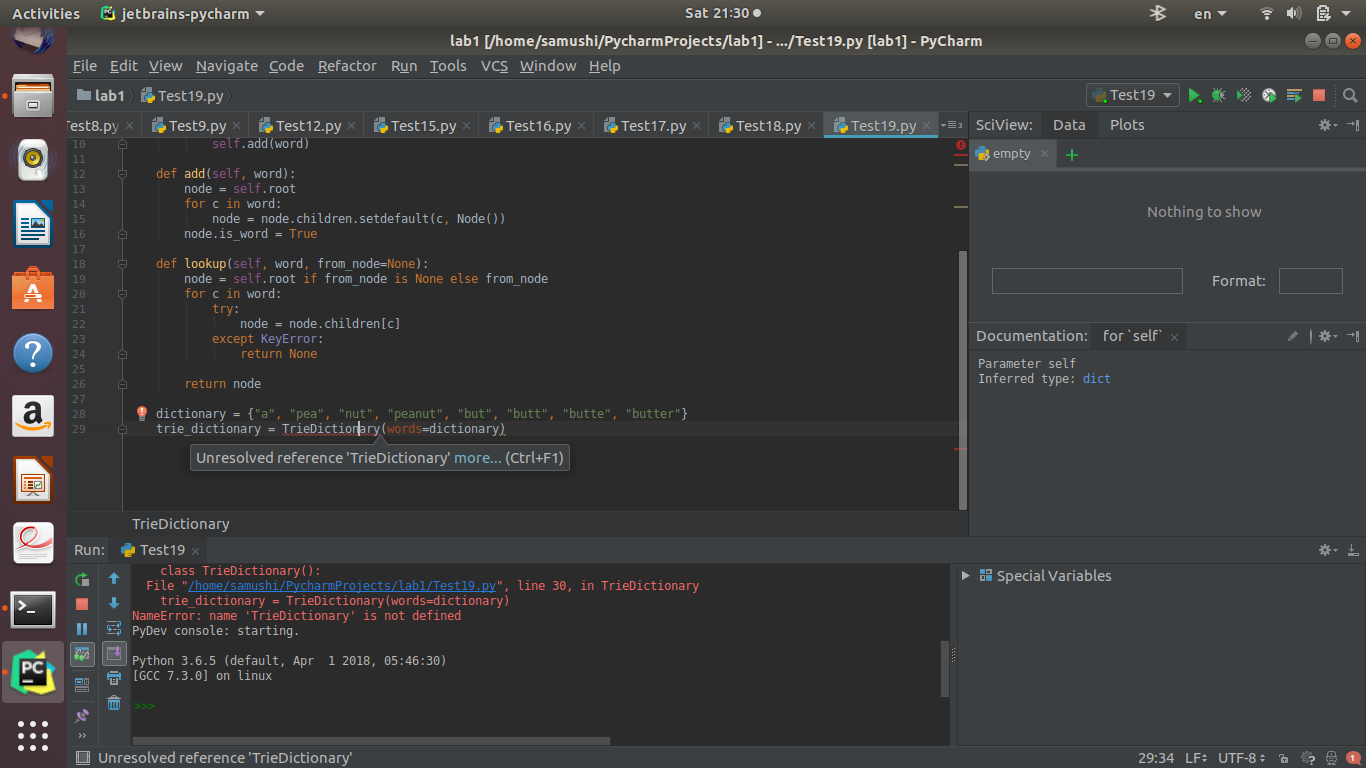 Activities jetbrains-pycharm Sat 21:30 en
lab1 [/home/samushi/PycharmProjects/lab1] - .../Test19.py [lab1] - PyCharm
File Edit View Navigate Code Refactor Run Tools VCS Window Help
lab1 Test19.py Test19
Test8.py Test9.py Test12.py Test15.py Test16.py Test17.py Test18.py Test19.py 3 SciView: Data Plots
empty
Nothing to show
Format:
Documentation: for `self`
Parameter self
Inferred type: dict
10 self.add(word)
11
12 def add(self, word):
13 node = self.root
14 for c in word:
15 node = node.children.setdefault(c, Node())
16 node.is_word = True
17
18 def lookup(self, word, from_node=None):
19 node = self.root if from_node is None else from_node
20 for c in word:
21 try:
22 node = node.children[c]
23 except KeyError:
24 return None
25
26 return node
27
28 dictionary = {"a", "pea", "nut", "peanut", "but", "butt", "butte", "butter"}
29 trie_dictionary = TrieDictionary(words=dictionary)
Unresolved reference 'TrieDictionary' more... (Ctrl+F1)
TrieDictionary
Run: Test19
class TrieDictionary():
File "/home/samushi/PycharmProjects/lab1/Test19.py", line 30, in TrieDictionary
trie_dictionary = TrieDictionary(words=dictionary)
NameError: name 'TrieDictionary' is not defined
PyDev console: starting.
Python 3.6.5 (default, Apr  1 2018, 05:46:30)
[GCC 7.3.0] on linux
>>>
Special Variables
Unresolved reference 'TrieDictionary' 29:34 LF UTF-8 1